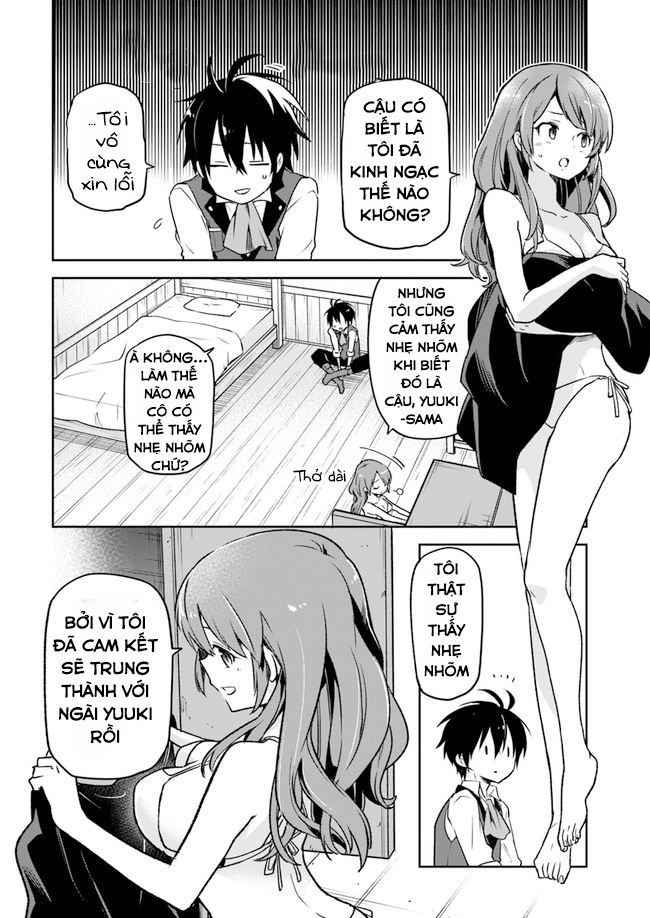 CẬU CÓ
BIẾT LÀ
TÔI ĐÃ
KINH NGẠC
THẾ NÀO
KHÔNG?
...TÔI
VÔ
CÙNG
XIN LỖI
NHƯNG
TÔI CŨNG
CẢM THẤY
NHẸ NHÕM
KHI BIẾT
ĐÓ LÀ
CẬU, YUUKI
-SAMA
À KHÔNG...
LÀM THẾ
NÀO MÀ
CÔ CÓ
THỂ THẤY
NHẸ NHÕM
CHỨ?
Thở dài
TÔI
THẬT
SỰ
THẤY
NHẸ
NHÕM
BỞI VÌ TÔI
ĐÃ CAM KẾT
SẼ TRUNG
THÀNH VỚI
NGÀI YUUKI
RỒI